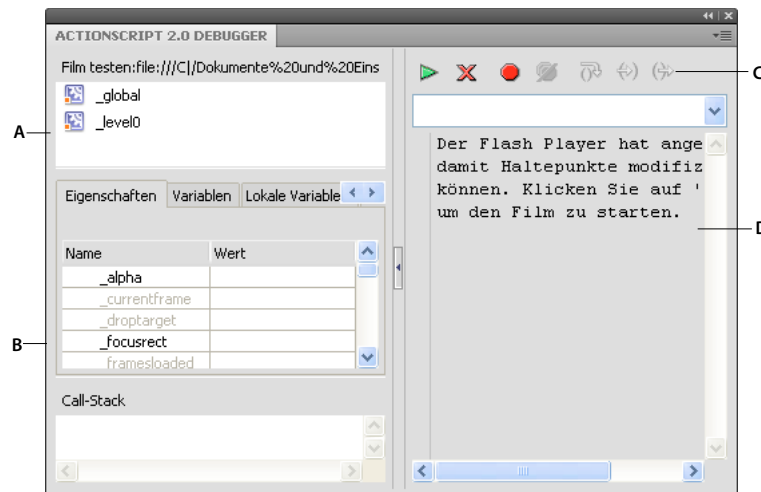 ACTIONSCRIPT 2.0 DEBUGGER
Film testen:file:///C|/Dokumente%20und%20Eins
_global
_level0
A
Eigenschaften Variablen Lokale Variable
Name Wert
_alpha
_currentframe
_droptarget
_focusrect
_framesloaded
B
Call-Stack
C
Der Flash Player hat ange
damit Haltepunkte modifiz
können. Klicken Sie auf '
um den Film zu starten.
D